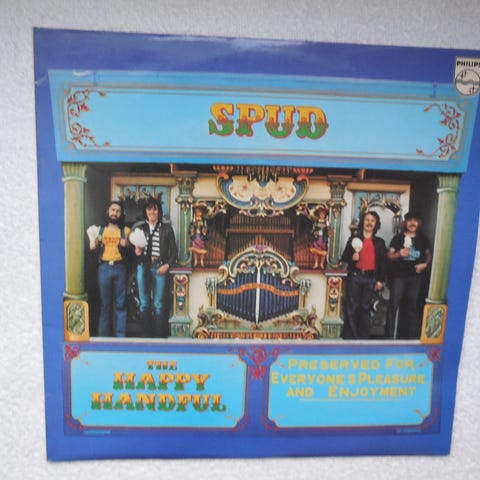 PHILIPS
SPUD
THE
HAPPY
HANDFUL
PRESERVED FOR
EVERYONE'S PLEASURE
AND ENJOYMENT